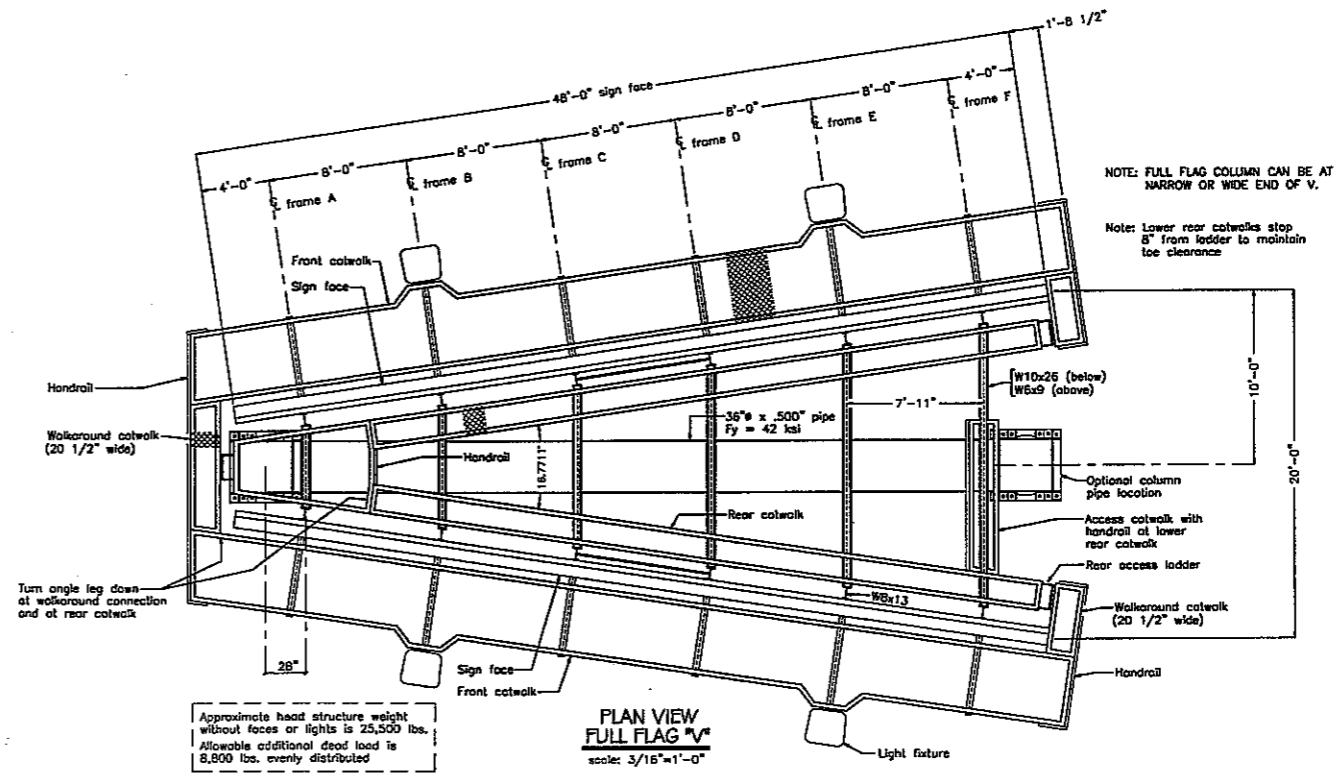 1'-8 1/2"
48'-0" sign face
4'-0"
8'-0"
8'-0"
8'-0"
8'-0"
8'-0"
4'-0"
℄ frame A
℄ frame B
℄ frame C
℄ frame D
℄ frame E
℄ frame F
NOTE: FULL FLAG COLUMN CAN BE AT
NARROW OR WIDE END OF V.
Note: Lower rear catwalks stop
8" from ladder to maintain
toe clearance
Front catwalk
Sign face
Handrail
Walkaround catwalk
(20 1/2" wide)
W10x26 (below)
W6x9 (above)
7'-11"
10'-0"
20'-0"
36"ø x .500" pipe
Fy = 42 ksi
Handrail
16.7711'
Optional column
pipe location
Rear catwalk
Access catwalk with
handrail at lower
rear catwalk
Rear access ladder
Turn angle leg down
at walkaround connection
and at rear catwalk
W8x13
Walkaround catwalk
(20 1/2" wide)
28"
Sign face
Front catwalk
Handrail
Approximate head structure weight
without faces or lights is 25,500 lbs.
Allowable additional dead load is
8,800 lbs. evenly distributed
PLAN VIEW
FULL FLAG "V"
scale: 3/16"=1'-0"
Light fixture